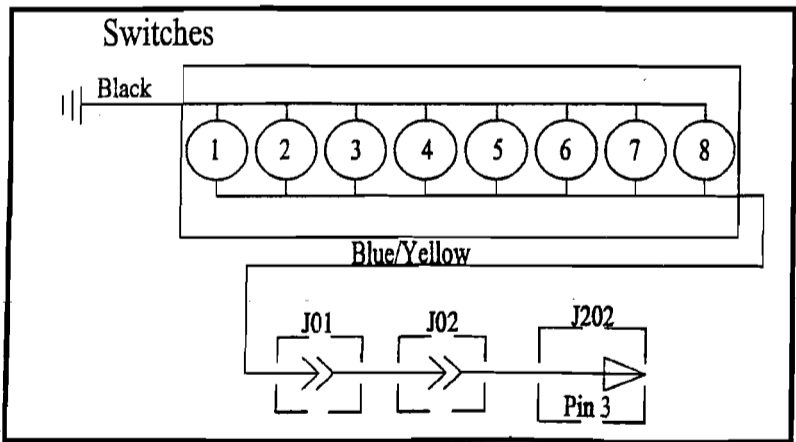 Switches
Black
1 2 3 4 5 6 7 8
Blue/Yellow
J01 J02 J202
Pin 3